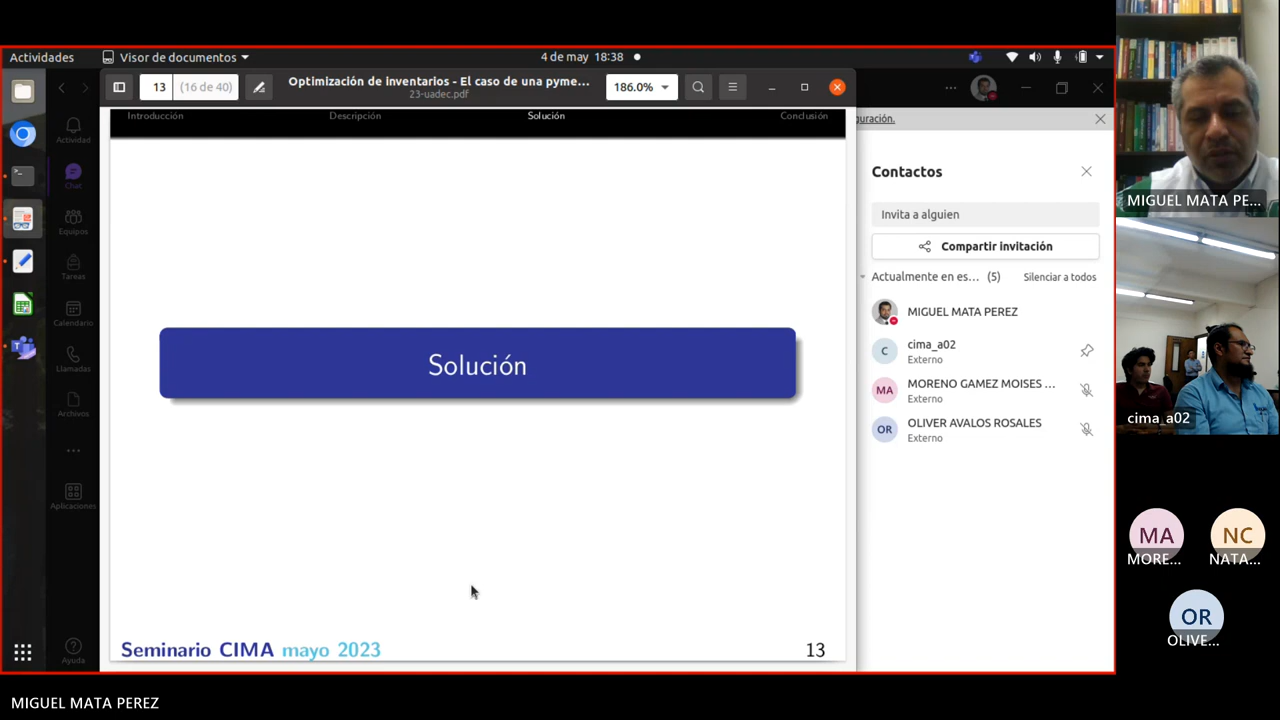 Actividades
Visor de documentos
4 de may 18:38
13
(16 de 40)
Optimización de inventarios - El caso de una pyme...
23-uadec.pdf
186.0%
Introducción
Descripción
Solución
Conclusión
Solución
Seminario CIMA mayo 2023
13
Actividad
Chat
Equipos
Tareas
Calendario
Llamadas
Archivos
Aplicaciones
Ayuda
guración.
Contactos
Invita a alguien
Compartir invitación
Actualmente en es... (5)
Silenciar a todos
MIGUEL MATA PEREZ
C
cima_a02
Externo
MA
MORENO GAMEZ MOISES ...
Externo
OR
OLIVER AVALOS ROSALES
Externo
MIGUEL MATA PE...
cima_a02
MA
MORE...
NC
NATA...
OR
OLIVE...
MIGUEL MATA PEREZ